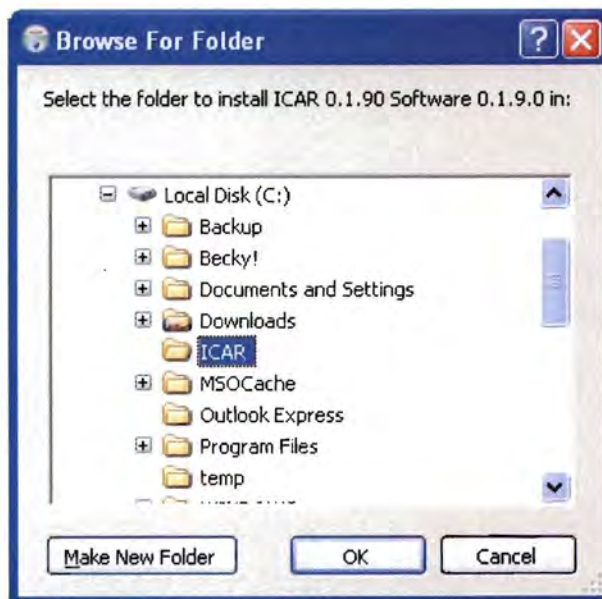 Browse For Folder
Select the folder to install ICAR 0.1.90 Software 0.1.9.0 in:
Local Disk (C:)
Backup
Becky!
Documents and Settings
Downloads
ICAR
MSOCache
Outlook Express
Program Files
temp
Make New Folder OK Cancel